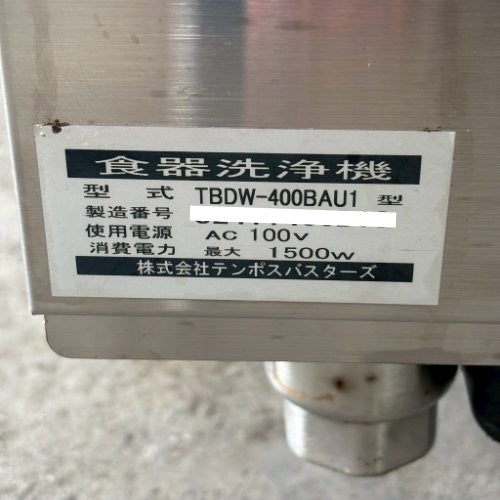 食器洗浄機
型式 TBDW-400BAU1 型
製造番号
使用電源 AC 100V
消費電力 最大 1500W
株式会社テンポスバスターズ